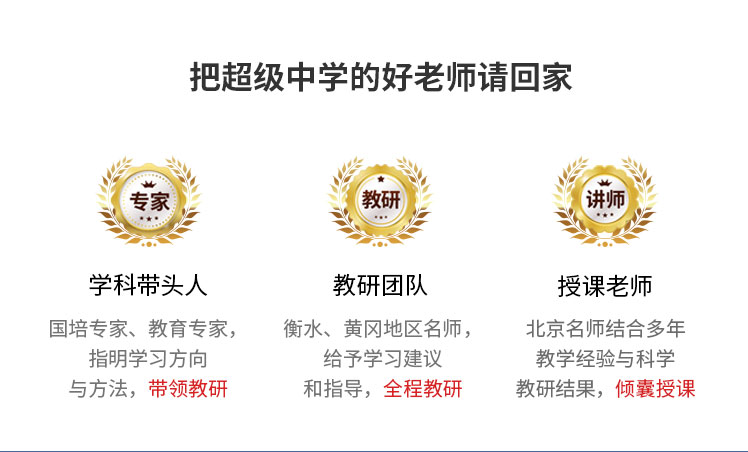 把超级中学的好老师请回家
专家
教研
讲师
学科带头人
教研团队
授课老师
国培专家、教育专家，
指明学习方向
与方法，带领教研
衡水、黄冈地区名师，
给予学习建议
和指导，全程教研
北京名师结合多年
教学经验与科学
教研结果，倾囊授课